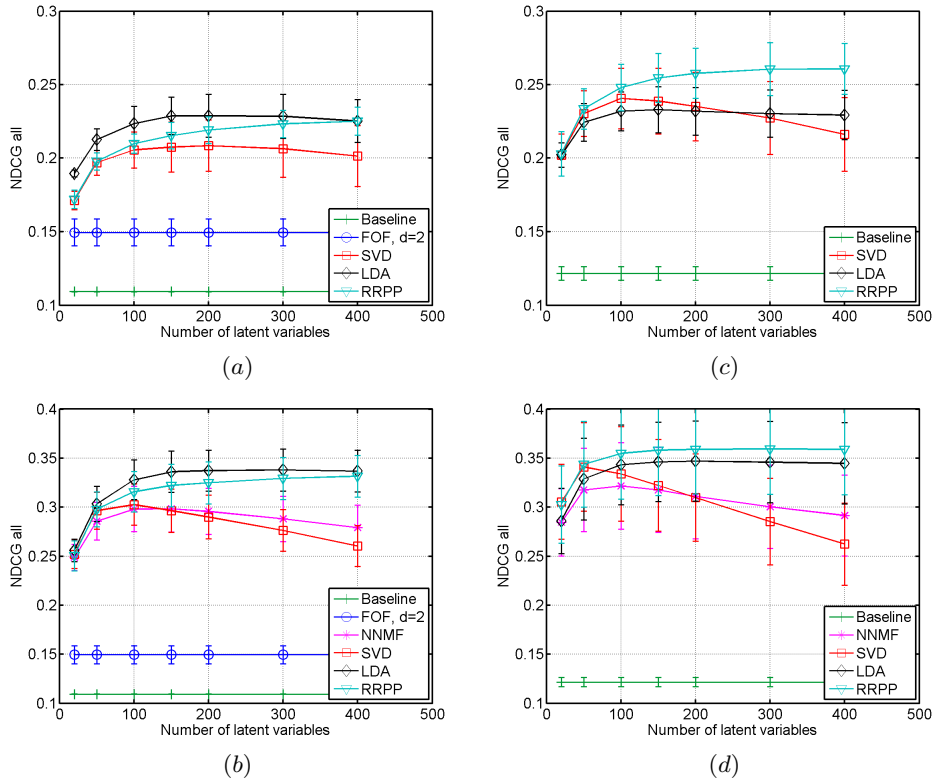 0.3
0.25
0.2
0.15
0.1
NDCG all
0 100 200 300 400 500
Number of latent variables
Baseline
FOF, d=2
SVD
LDA
RRPP
(a)
0.3
0.25
0.2
0.15
0.1
NDCG all
0 100 200 300 400 500
Number of latent variables
Baseline
SVD
LDA
RRPP
(c)
0.4
0.35
0.3
0.25
0.2
0.15
0.1
NDCG all
0 100 200 300 400 500
Number of latent variables
Baseline
FOF, d=2
NNMF
SVD
LDA
RRPP
(b)
0.4
0.35
0.3
0.25
0.2
0.15
0.1
NDCG all
0 100 200 300 400 500
Number of latent variables
Baseline
NNMF
SVD
LDA
RRPP
(d)